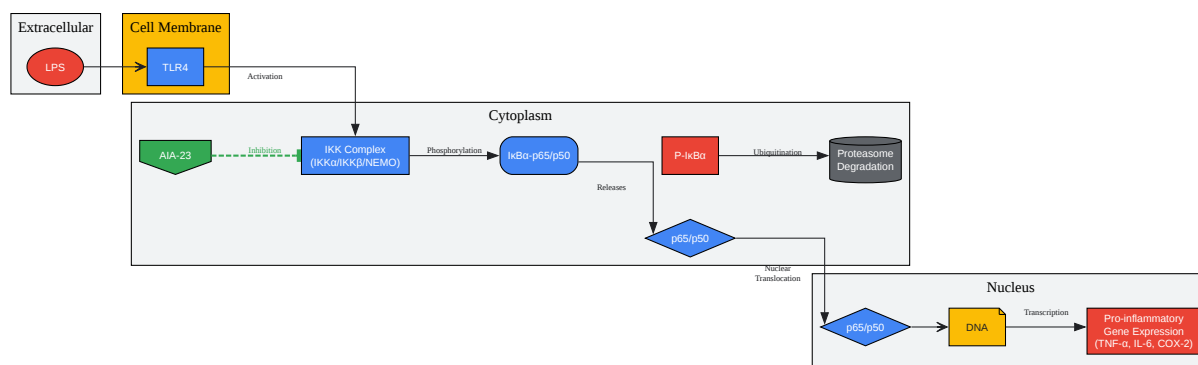 Extracellular
Cell Membrane
LPS
TLR4
Activation
Cytoplasm
AIA-23
Inhibition
IKK Complex
(IKKα/IKKβ/NEMO)
Phosphorylation
IκBα-p65/p50
P-IκBα
Ubiquitination
Proteasome
Degradation
Releases
p65/p50
Nuclear
Translocation
Nucleus
p65/p50
DNA
Transcription
Pro-inflammatory
Gene Expression
(TNF-α, IL-6, COX-2)